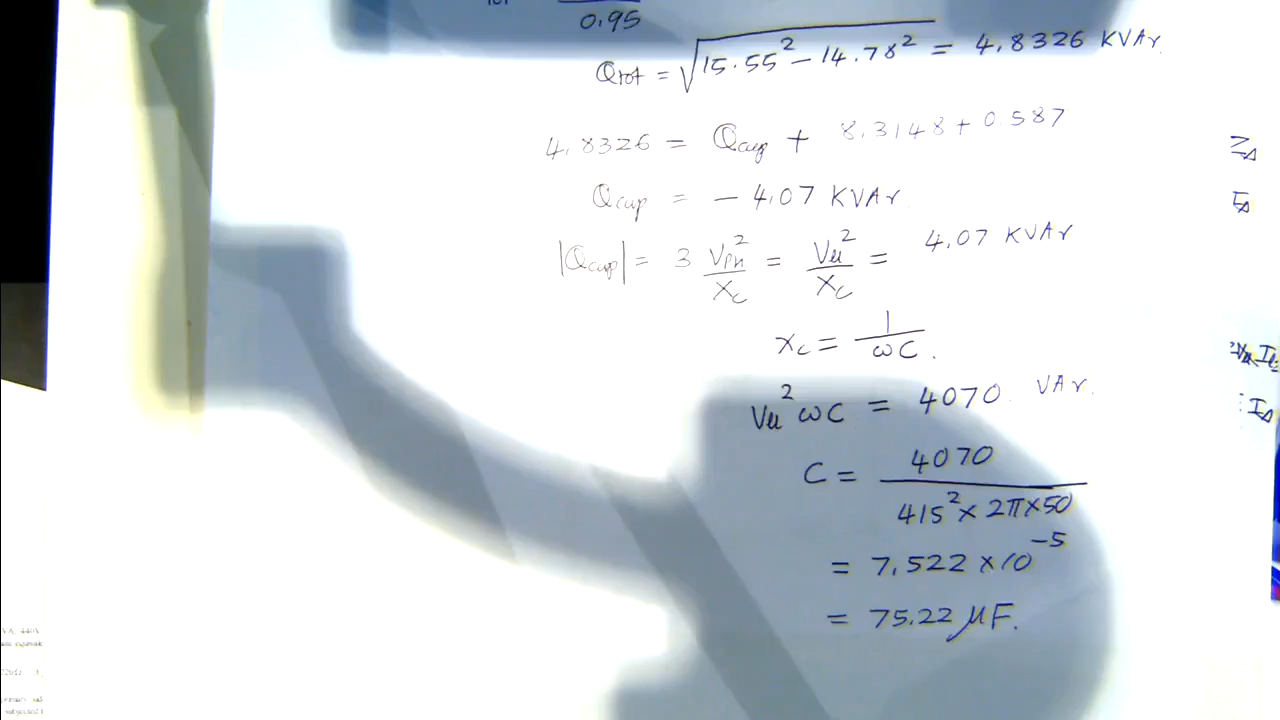 0.95
Qtot = √15.55² − 14.78² = 4.8326 KVAr
4.8326 = Qcap + 8.3148 + 0.587
Qcap = − 4.07 KVAr
|Qcap| = 3 VPH²/Xc = Vll²/Xc = 4.07 KVAr
Xc = 1/ωC.
Vll² ωC = 4070 VAr.
C = 4070/415² × 2π × 50
= 7.522 × 10⁻⁵
= 75.22 μF.